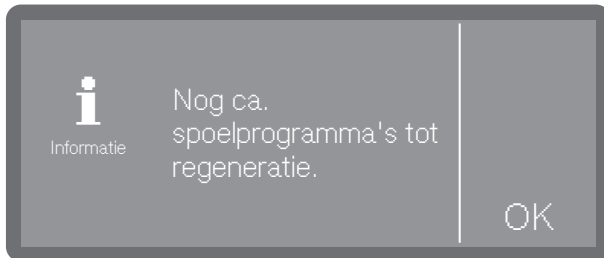 Informatie
Nog ca.
spoelprogramma's tot
regeneratie.
OK